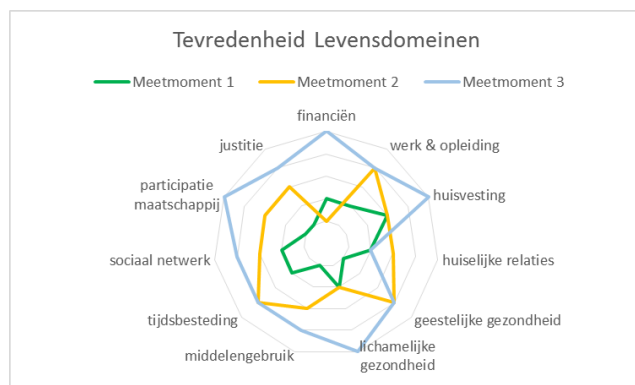 Tevredenheid Levensdomeinen
Meetmoment 1 Meetmoment 2 Meetmoment 3
financiën
werk & opleiding
huisvesting
huiselijke relaties
geestelijke gezondheid
lichamelijke
gezondheid
middelengebruik
tijdsbesteding
sociaal netwerk
participatie
maatschappij
justitie